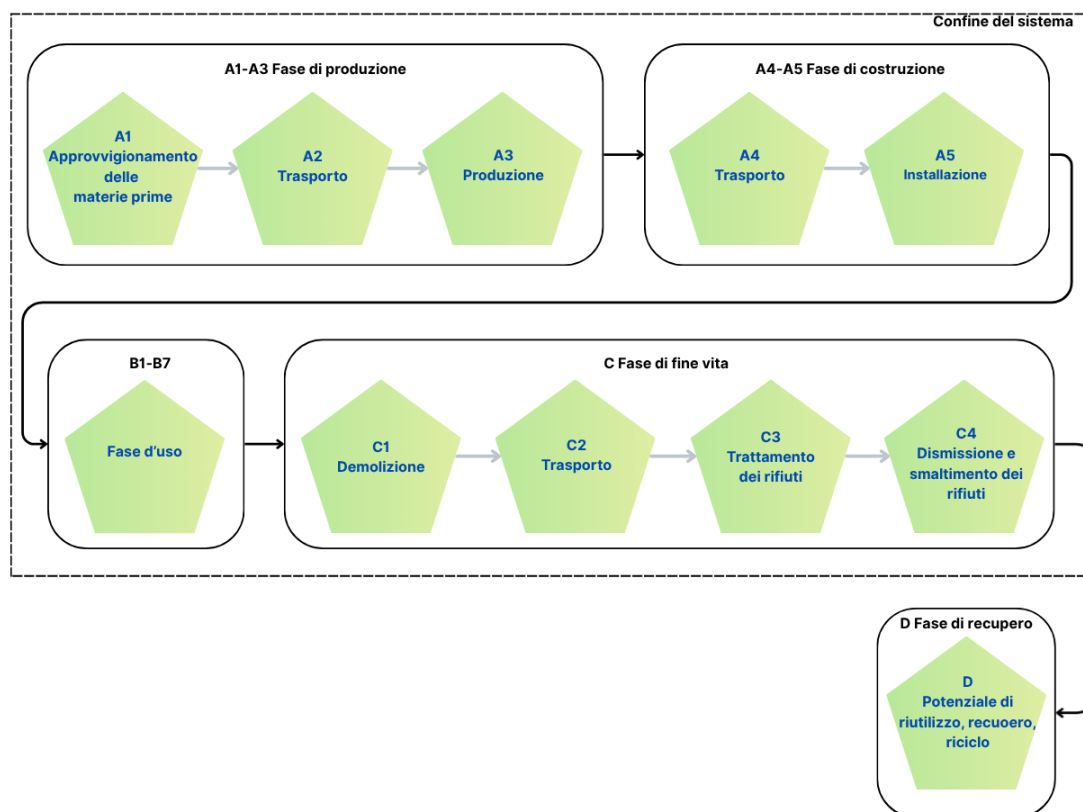 Confine del sistema
A1-A3 Fase di produzione
A1
Approvvigionamento
delle
materie prime
A2
Trasporto
A3
Produzione
A4-A5 Fase di costruzione
A4
Trasporto
A5
Installazione
B1-B7
Fase d'uso
C Fase di fine vita
C1
Demolizione
C2
Trasporto
C3
Trattamento
dei rifiuti
C4
Dismissione e
smaltimento dei
rifiuti
D Fase di recupero
D
Potenziale di
riutilizzo, recuoero,
riciclo